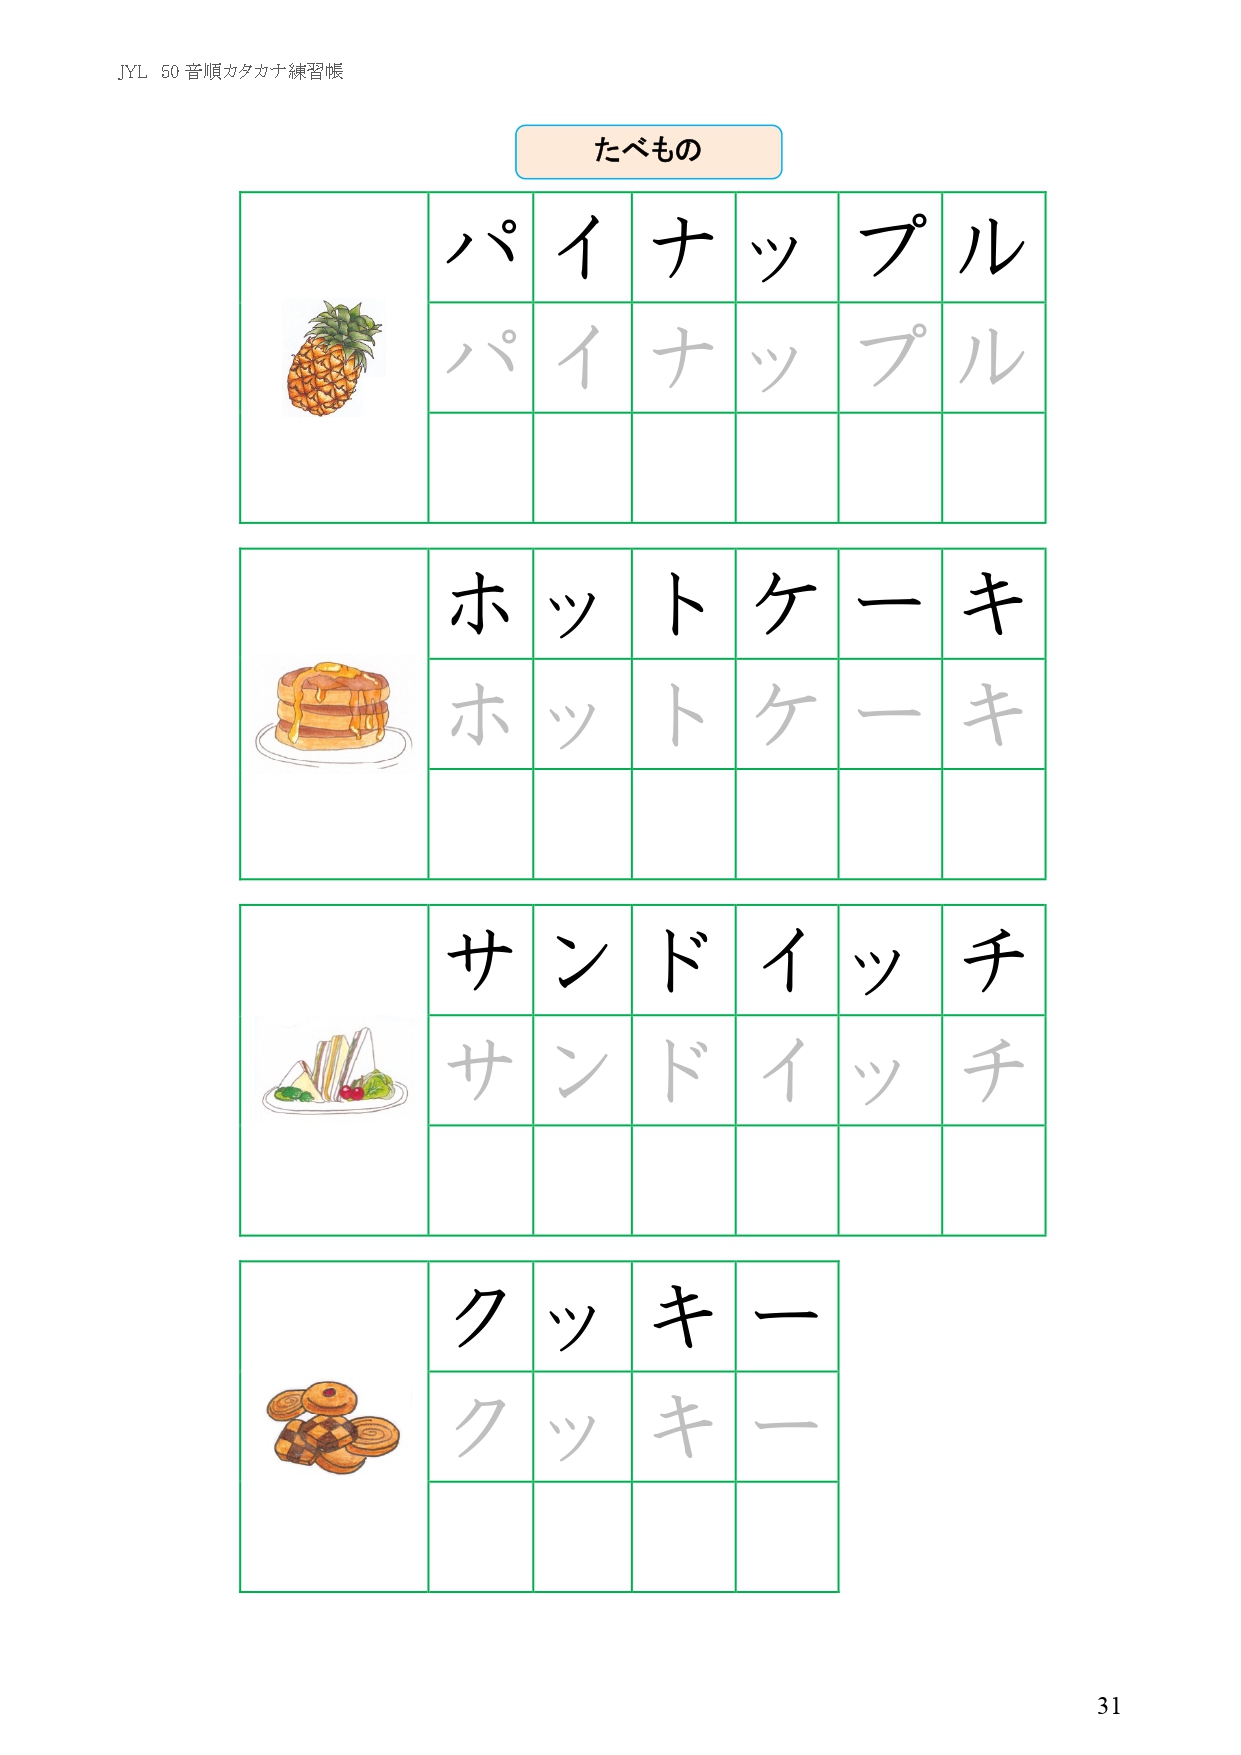 JYL 50音順カタカナ練習帳
たべもの
パイナップル
パイナップル
ホットケーキ
ホットケーキ
サンドイッチ
サンドイッチ
クッキー
クッキー
31